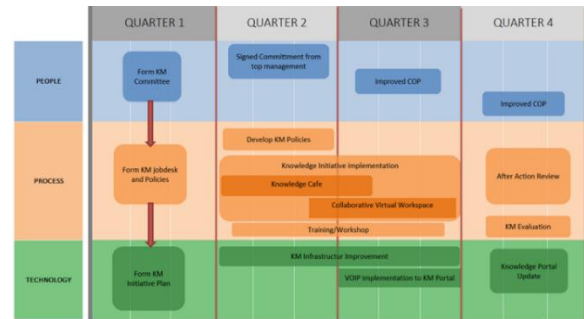 QUARTER 1
QUARTER 2
QUARTER 3
QUARTER 4
PEOPLE
Form KM
Committee
Signed Committment from
top management
Improved COP
Improved COP
PROCESS
Form KM Jobdesk
and Policies
Develop KM Policies
Knowledge Initiative implementation
Knowledge Cafe
Collaborative Virtual Workspace
Training/Workshop
After Action Review
KM Evaluation
TECHNOLOGY
Form KM
Initiative Plan
KM Infrastructur Improvement
VOIP Implementation to KM Portal
Knowledge Portal
Update